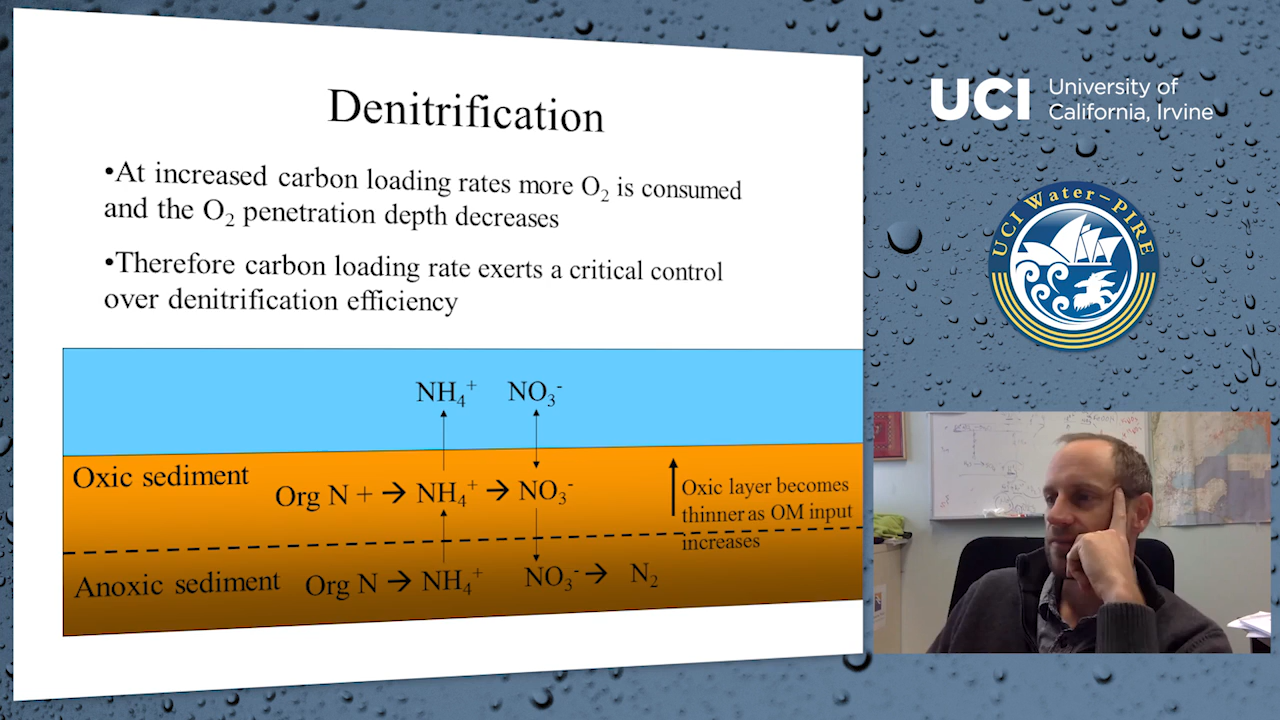 Denitrification
•At increased carbon loading rates more O₂ is consumed
and the O₂ penetration depth decreases
•Therefore carbon loading rate exerts a critical control
over denitrification efficiency
NH₄⁺ NO₃⁻
Oxic sediment
Org N + → NH₄⁺ → NO₃⁻
Oxic layer becomes
thinner as OM input
increases
Anoxic sediment Org N → NH₄⁺ NO₃⁻→ N₂
UCI University of
California, Irvine
UCI Water-PIRE